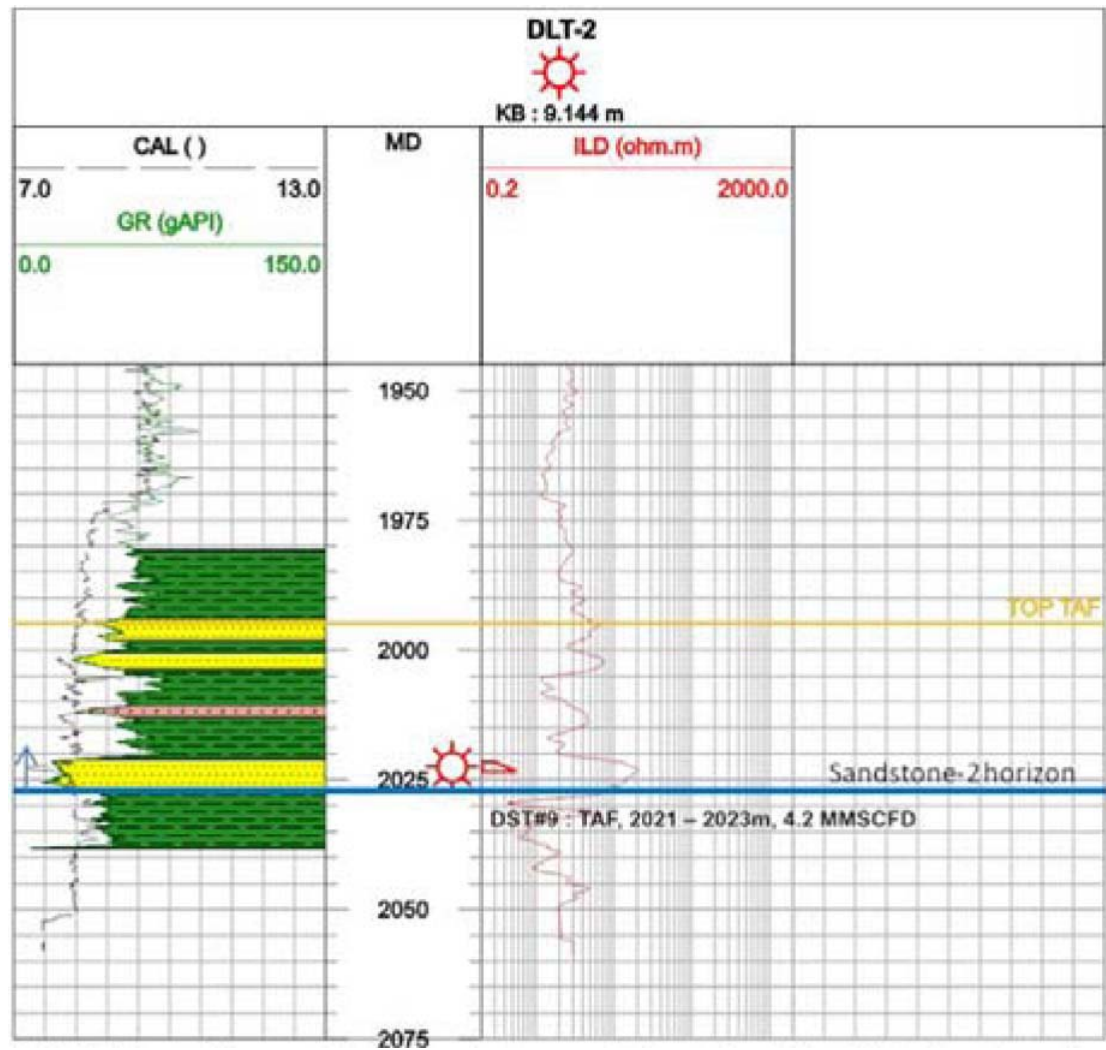 DLT-2
KB : 9.144 m
CAL ( )
7.0 13.0
GR (gAPI)
0.0 150.0
MD
ILD (ohm.m)
0.2 2000.0
1950
1975
TOP TAF
2000
2025
Sandstone-2horizon
DST#9 : TAF, 2021 – 2023m, 4.2 MMSCFD
2050
2075